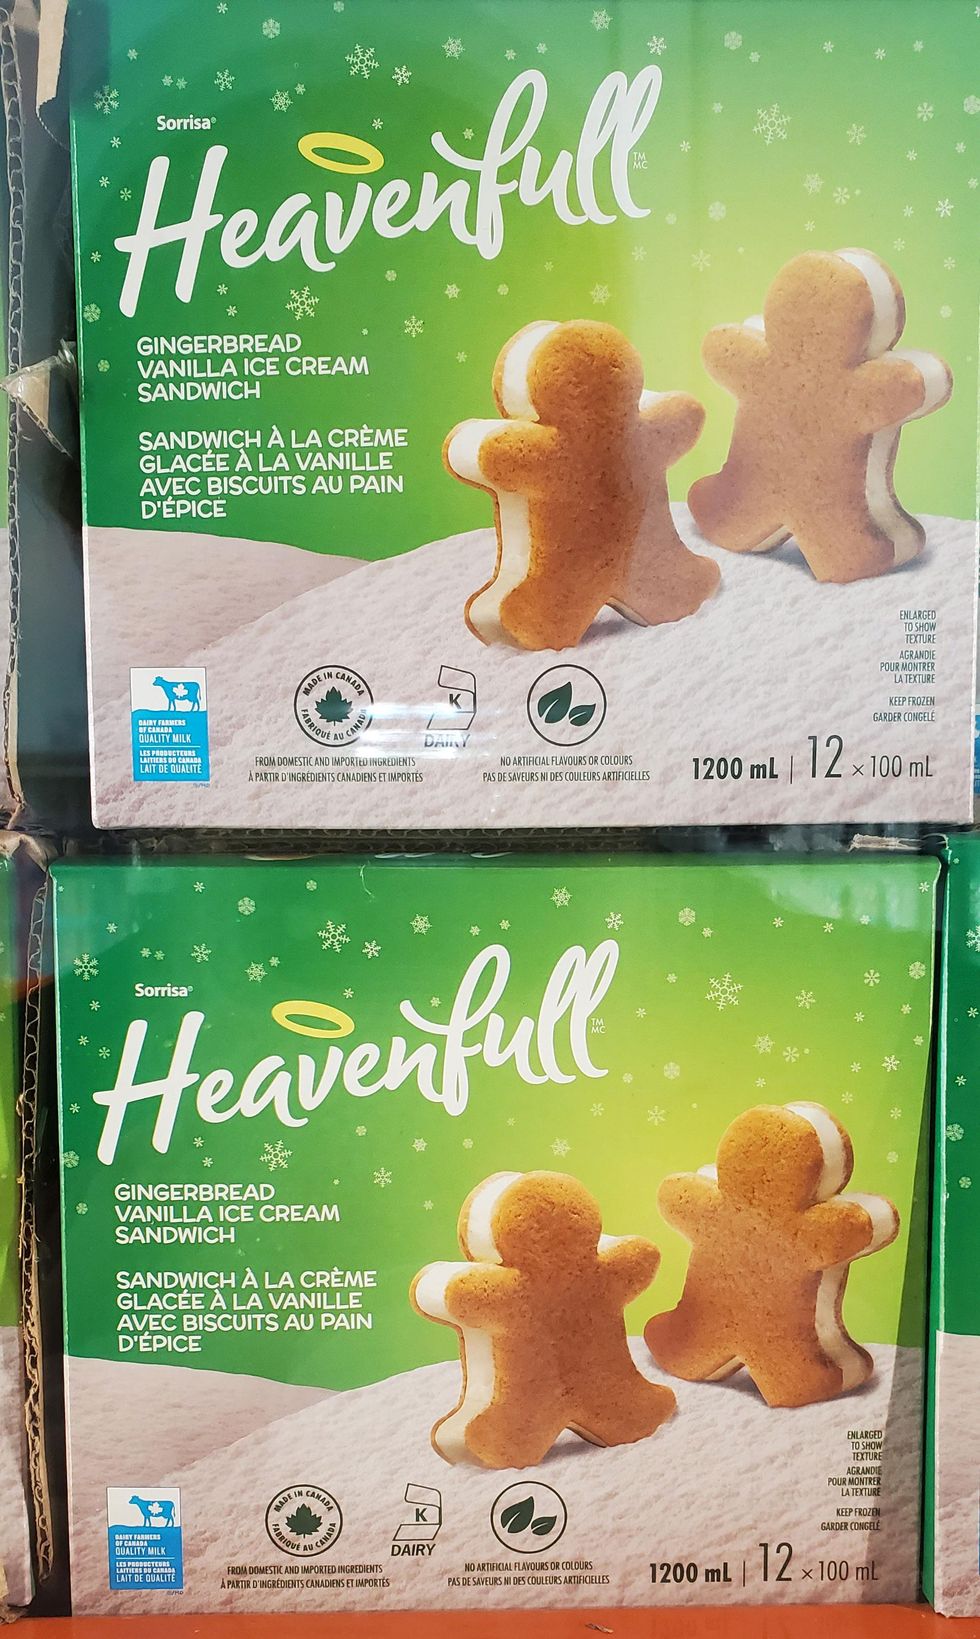 Sorrisa®
Heavenfull™
MC
GINGERBREAD
VANILLA ICE CREAM
SANDWICH
SANDWICH À LA CRÈME
GLACÉE À LA VANILLE
AVEC BISCUITS AU PAIN
D'ÉPICE
ENLARGED
TO SHOW
TEXTURE
AGRANDIE
POUR MONTRER
LA TEXTURE
KEEP FROZEN
GARDER CONGELÉ
DAIRY FARMERS
OF CANADA
QUALITY MILK
LES PRODUCTEURS
LAITIERS DU CANADA
LAIT DE QUALITÉ
MADE IN CANADA
FABRIQUÉ AU CANADA
FROM DOMESTIC AND IMPORTED INGREDIENTS
À PARTIR D'INGRÉDIENTS CANADIENS ET IMPORTÉS
K
DAIRY
NO ARTIFICIAL FLAVOURS OR COLOURS
PAS DE SAVEURS NI DES COULEURS ARTIFICIELLES
1200 mL | 12 × 100 mL
Sorrisa®
Heavenfull™
MC
GINGERBREAD
VANILLA ICE CREAM
SANDWICH
SANDWICH À LA CRÈME
GLACÉE À LA VANILLE
AVEC BISCUITS AU PAIN
D'ÉPICE
ENLARGED
TO SHOW
TEXTURE
AGRANDIE
POUR MONTRER
LA TEXTURE
KEEP FROZEN
GARDER CONGELÉ
DAIRY FARMERS
OF CANADA
QUALITY MILK
LES PRODUCTEURS
LAITIERS DU CANADA
LAIT DE QUALITÉ
MADE IN CANADA
FABRIQUÉ AU CANADA
FROM DOMESTIC AND IMPORTED INGREDIENTS
À PARTIR D'INGRÉDIENTS CANADIENS ET IMPORTÉS
K
DAIRY
NO ARTIFICIAL FLAVOURS OR COLOURS
PAS DE SAVEURS NI DES COULEURS ARTIFICIELLES
1200 mL | 12 × 100 mL